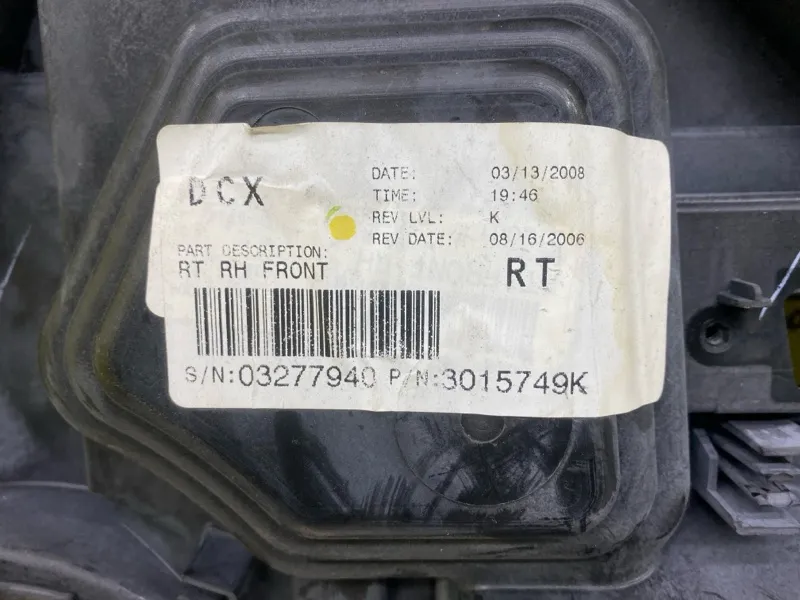 DCX
DATE: 03/13/2008
TIME: 19:46
REV LVL: K
REV DATE: 08/16/2006
PART DESCRIPTION:
RT RH FRONT
RT
S/N:03277940 P/N:3015749K